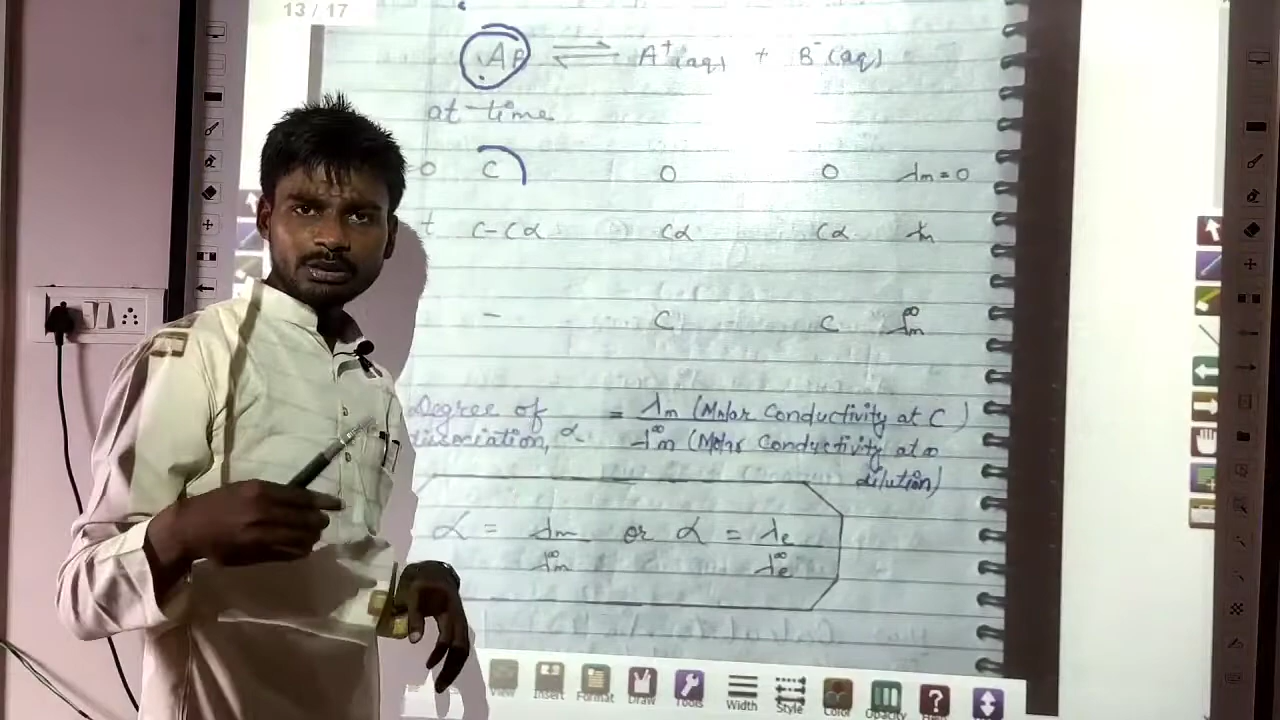 13 / 17
AB ⇌ A⁺(aq) + B⁻(aq)
at time
=0 C 0 0 λm = 0
t C-Cα Cα Cα λm
- C C λ∞m
Degree of = λm (Molar Conductivity at C)
dissociation, α λ∞m (Molar Conductivity at ∞
dilution)
α = λm or α = λe
λ∞m λ∞e
View Insert Format Draw Tools Width Style Color Opacity Help